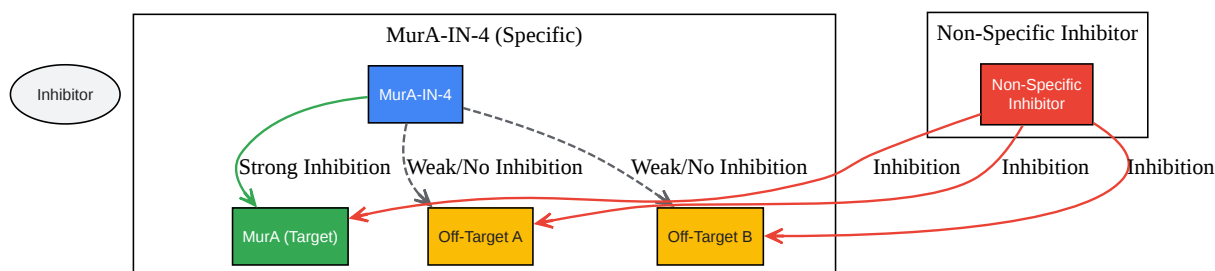 MurA-IN-4 (Specific)
Non-Specific Inhibitor
Inhibitor
MurA-IN-4
Non-Specific
Inhibitor
Strong Inhibition
Weak/No Inhibition
Weak/No Inhibition
Inhibition
Inhibition
Inhibition
MurA (Target)
Off-Target A
Off-Target B